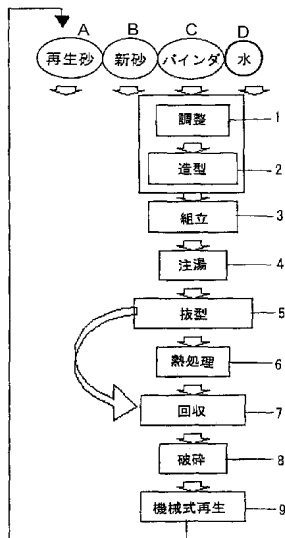 A B C D
再生砂 新砂 バインダ 水
調整 1
造型 2
組立 3
注湯 4
抜型 5
熱処理 6
回収 7
破砕 8
機械式再生 9